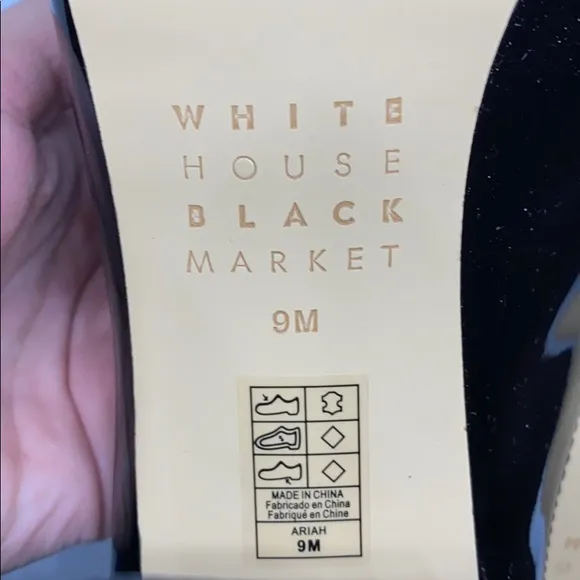 WHITE
HOUSE
BLACK
MARKET
9M
MADE IN CHINA
Fabricado en China
Fabriqué en Chine
ARIAH
9M